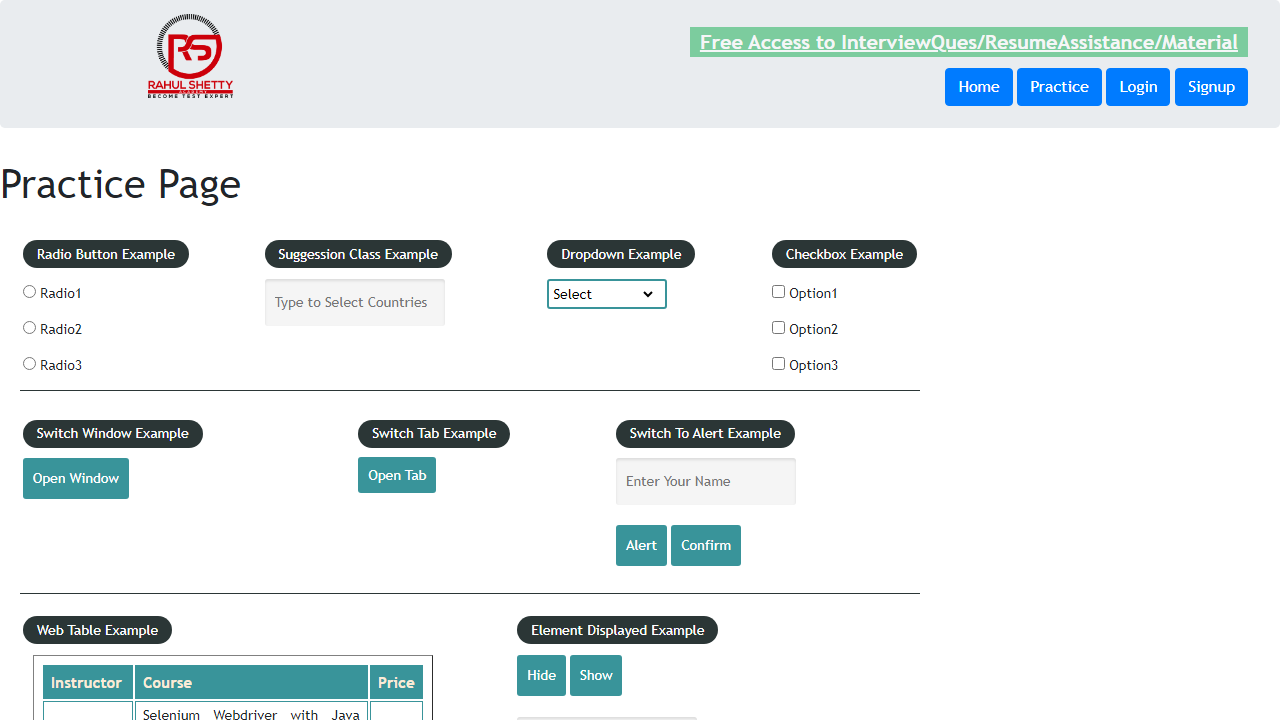 RAHUL SHETTY
ACADEMY
BECOME TEST EXPERT
Free Access to InterviewQues/ResumeAssistance/Material
Home Practice Login Signup
Practice Page
Radio Button Example Suggession Class Example Dropdown Example Checkbox Example
Radio1 Type to Select Countries Select Option1
Radio2 Option2
Radio3 Option3
Switch Window Example Switch Tab Example Switch To Alert Example
Open Window Open Tab Enter Your Name
Alert Confirm
Web Table Example Element Displayed Example
Hide Show
Instructor Course Price
Selenium Webdriver with Java